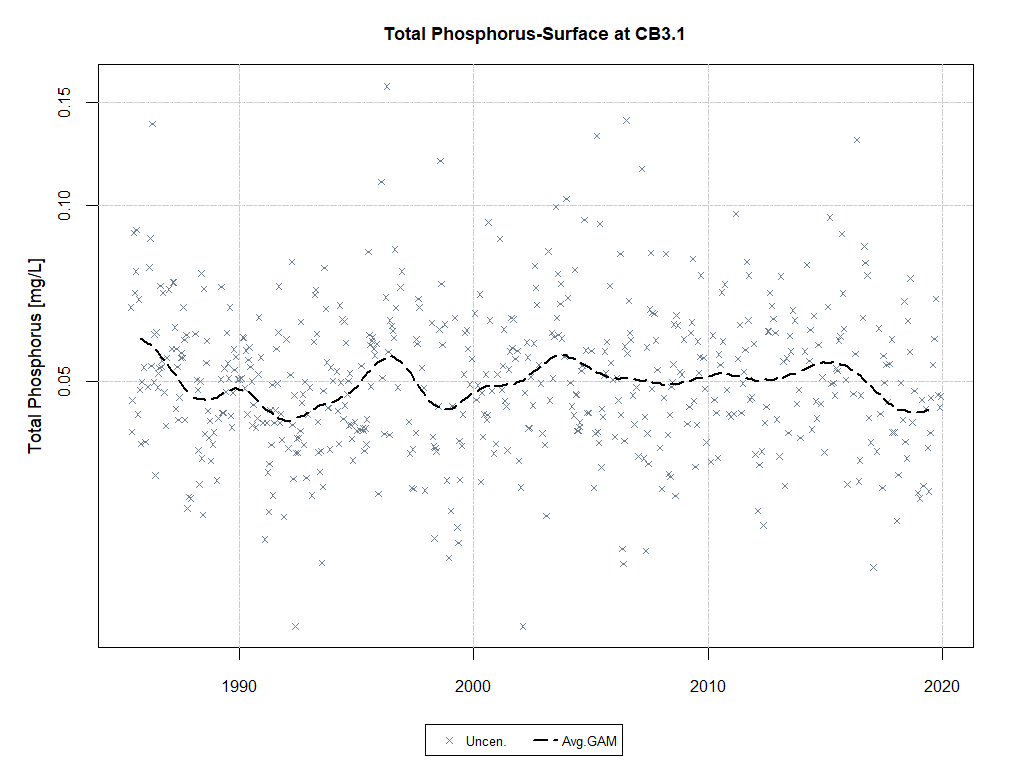 Total Phosphorus-Surface at CB3.1
Total Phosphorus [mg/L]
0.15
0.10
0.05
1990 2000 2010 2020
Uncen. Avg.GAM